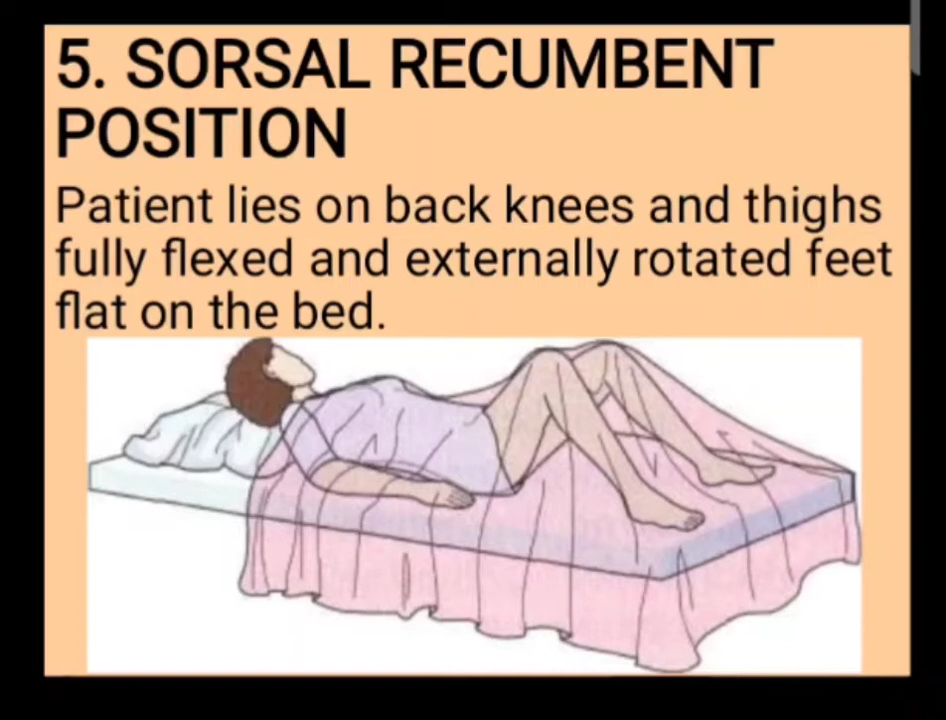 5. SORSAL RECUMBENT
POSITION
Patient lies on back knees and thighs
fully flexed and externally rotated feet
flat on the bed.